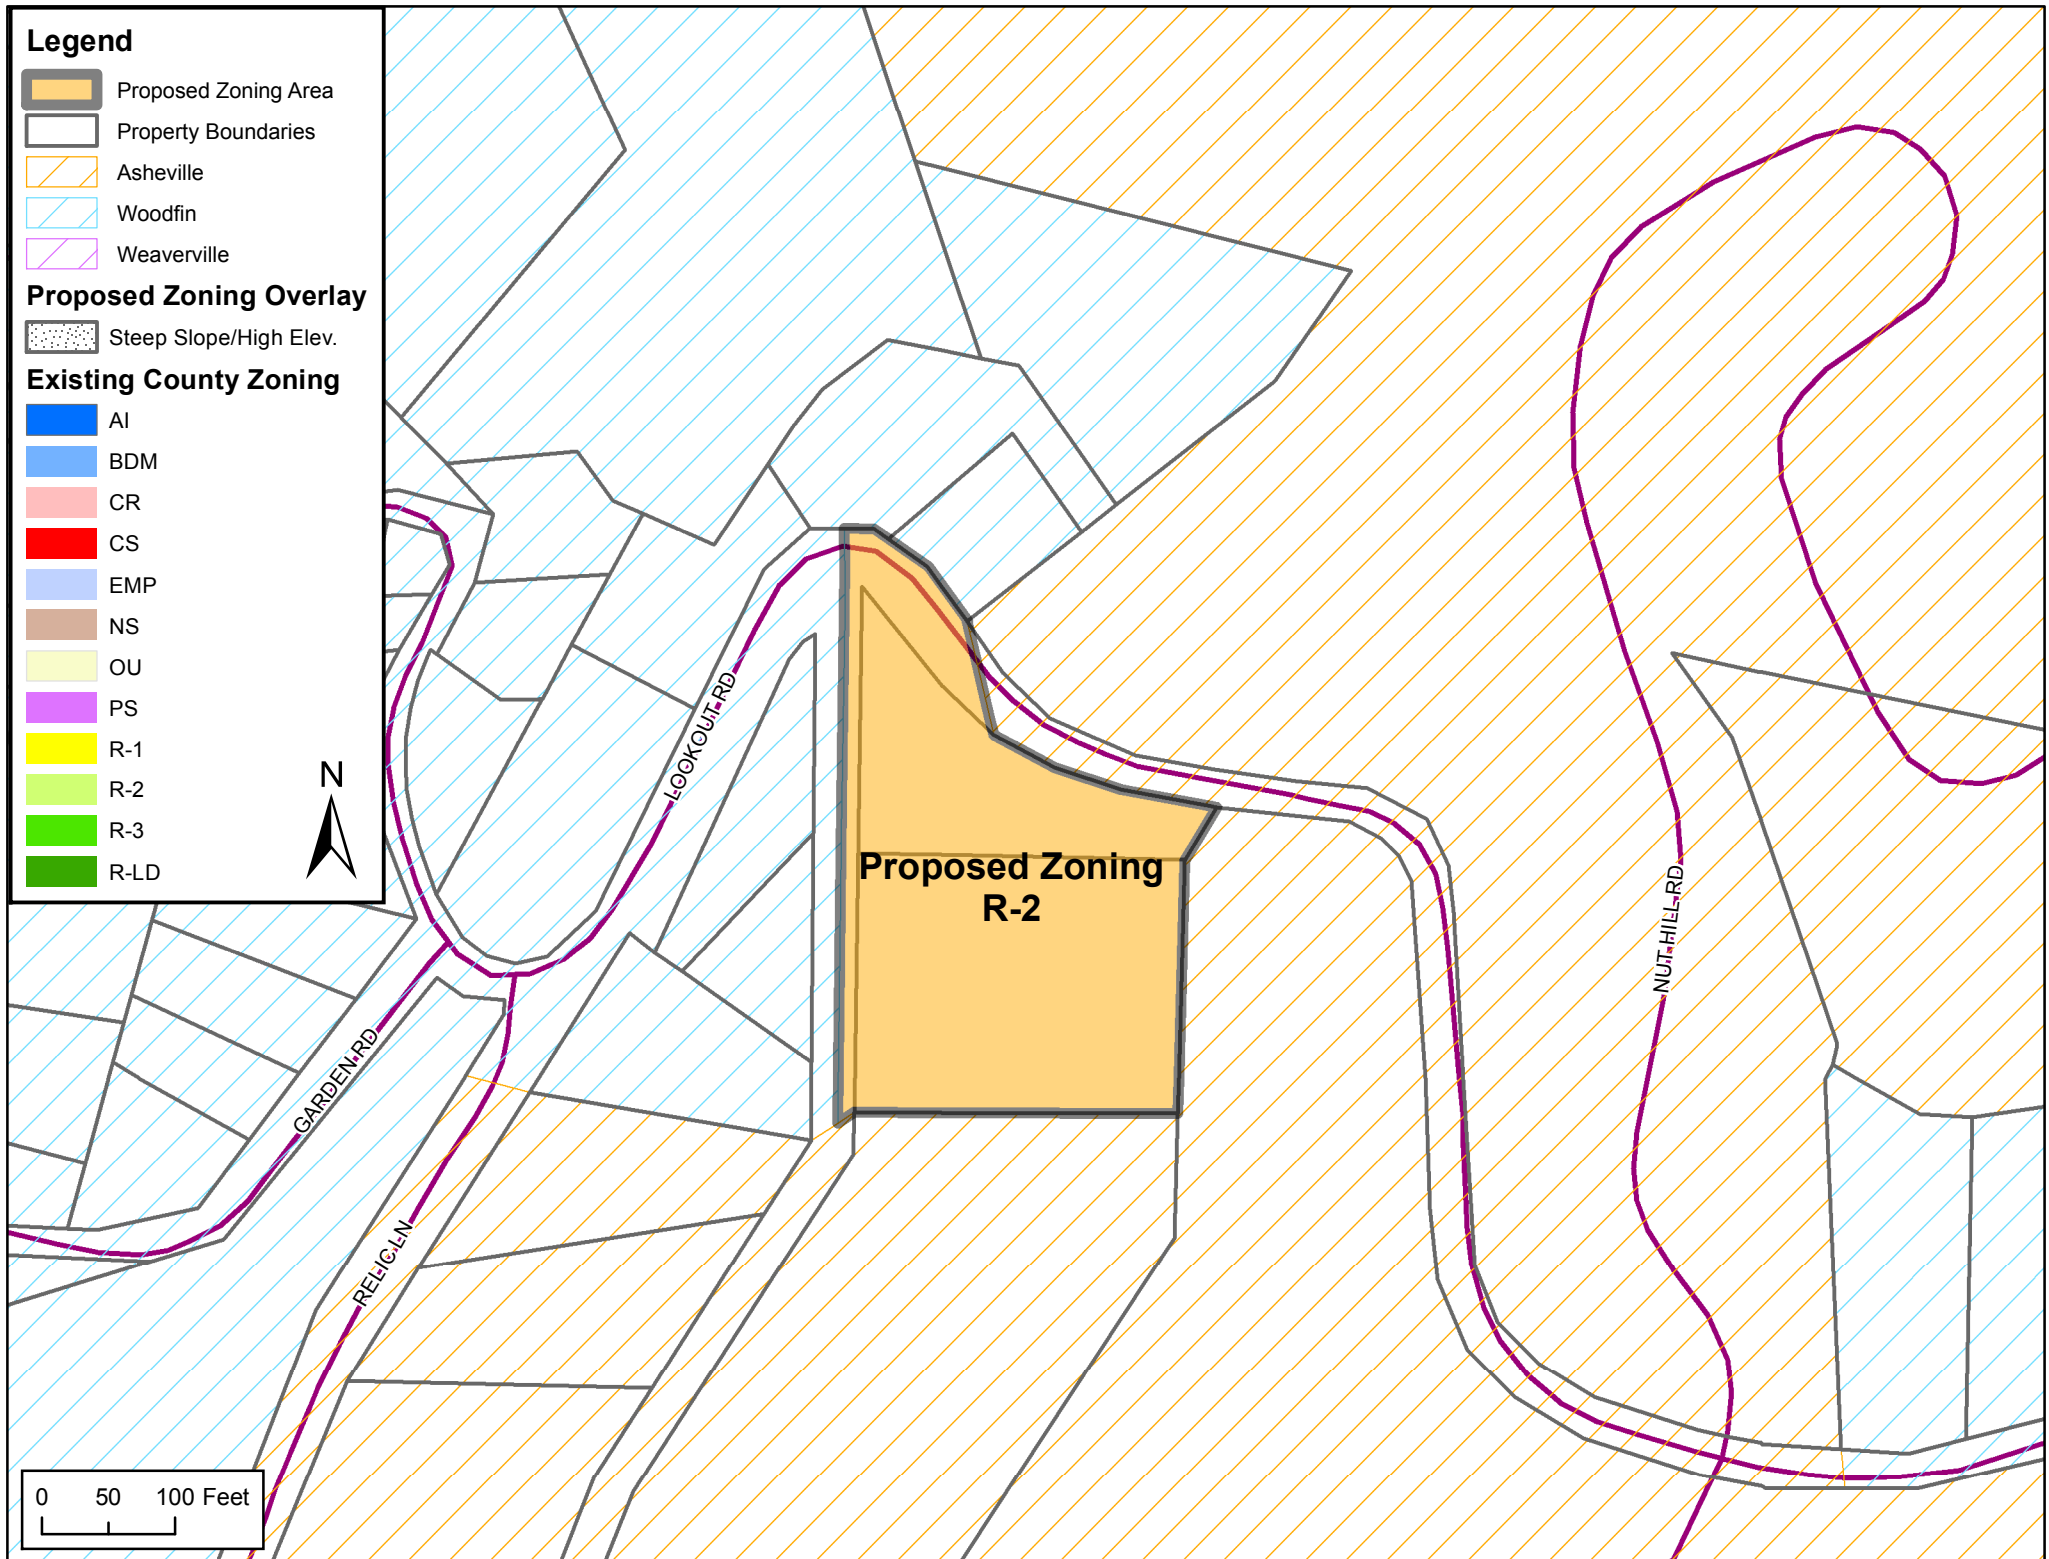 Legend
Proposed Zoning Area
Property Boundaries
Asheville
Woodfin
Weaverville
Proposed Zoning Overlay
Steep Slope/High Elev.
Existing County Zoning
AI
BDM
CR
CS
EMP
NS
OU
PS
R-1
R-2
R-3
R-LD
N
LOOKOUT RD
Proposed Zoning
R-2
NUT HILL RD
GARDEN RD
RELIC LN
0 50 100 Feet